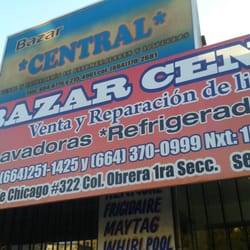 Bazar
*CENTRAL*
BAZAR CEN
Venta y Reparación de
avadoras *Refrigerad
(664)251-1425 y (664) 370-0999 Nxt:
e Chicago #322 Col. Obrera 1ra Secc.
FRIGIDAIRE
MAYTAG
WHIRLPOOL